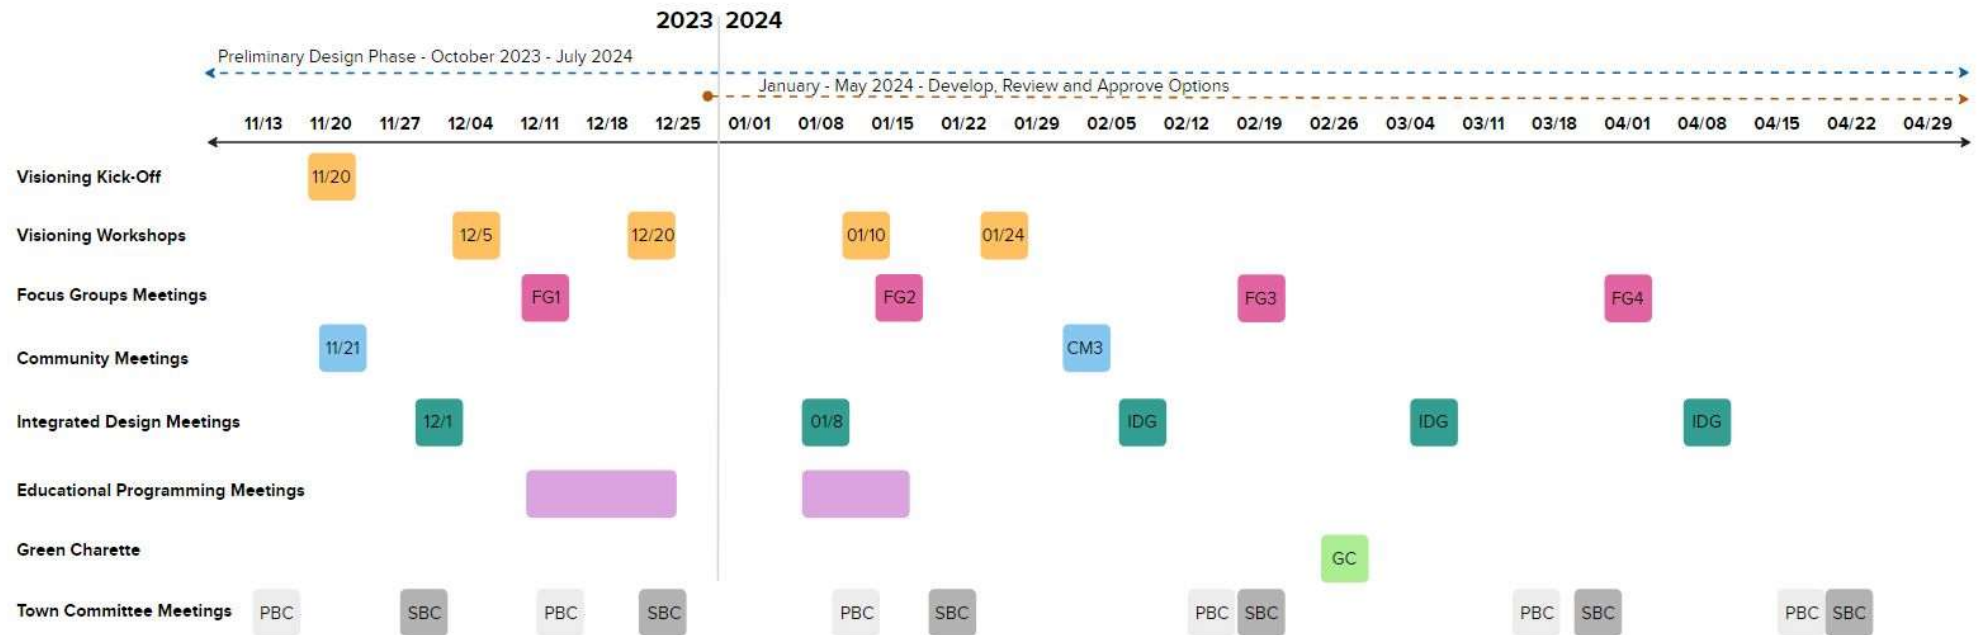 2023 2024
Preliminary Design Phase - October 2023 - July 2024
January - May 2024 - Develop, Review and Approve Options
11/13 11/20 11/27 12/04 12/11 12/18 12/25 01/01 01/08 01/15 01/22 01/29 02/05 02/12 02/19 02/26 03/04 03/11 03/18 04/01 04/08 04/15 04/22 04/29
Visioning Kick-Off 11/20
Visioning Workshops 12/5 12/20 01/10 01/24
Focus Groups Meetings FG1 FG2 FG3 FG4
Community Meetings 11/21 CM3
Integrated Design Meetings 12/1 01/8 IDG IDG IDG
Educational Programming Meetings
Green Charette GC
Town Committee Meetings PBC SBC PBC SBC PBC SBC PBC SBC PBC SBC PBC SBC